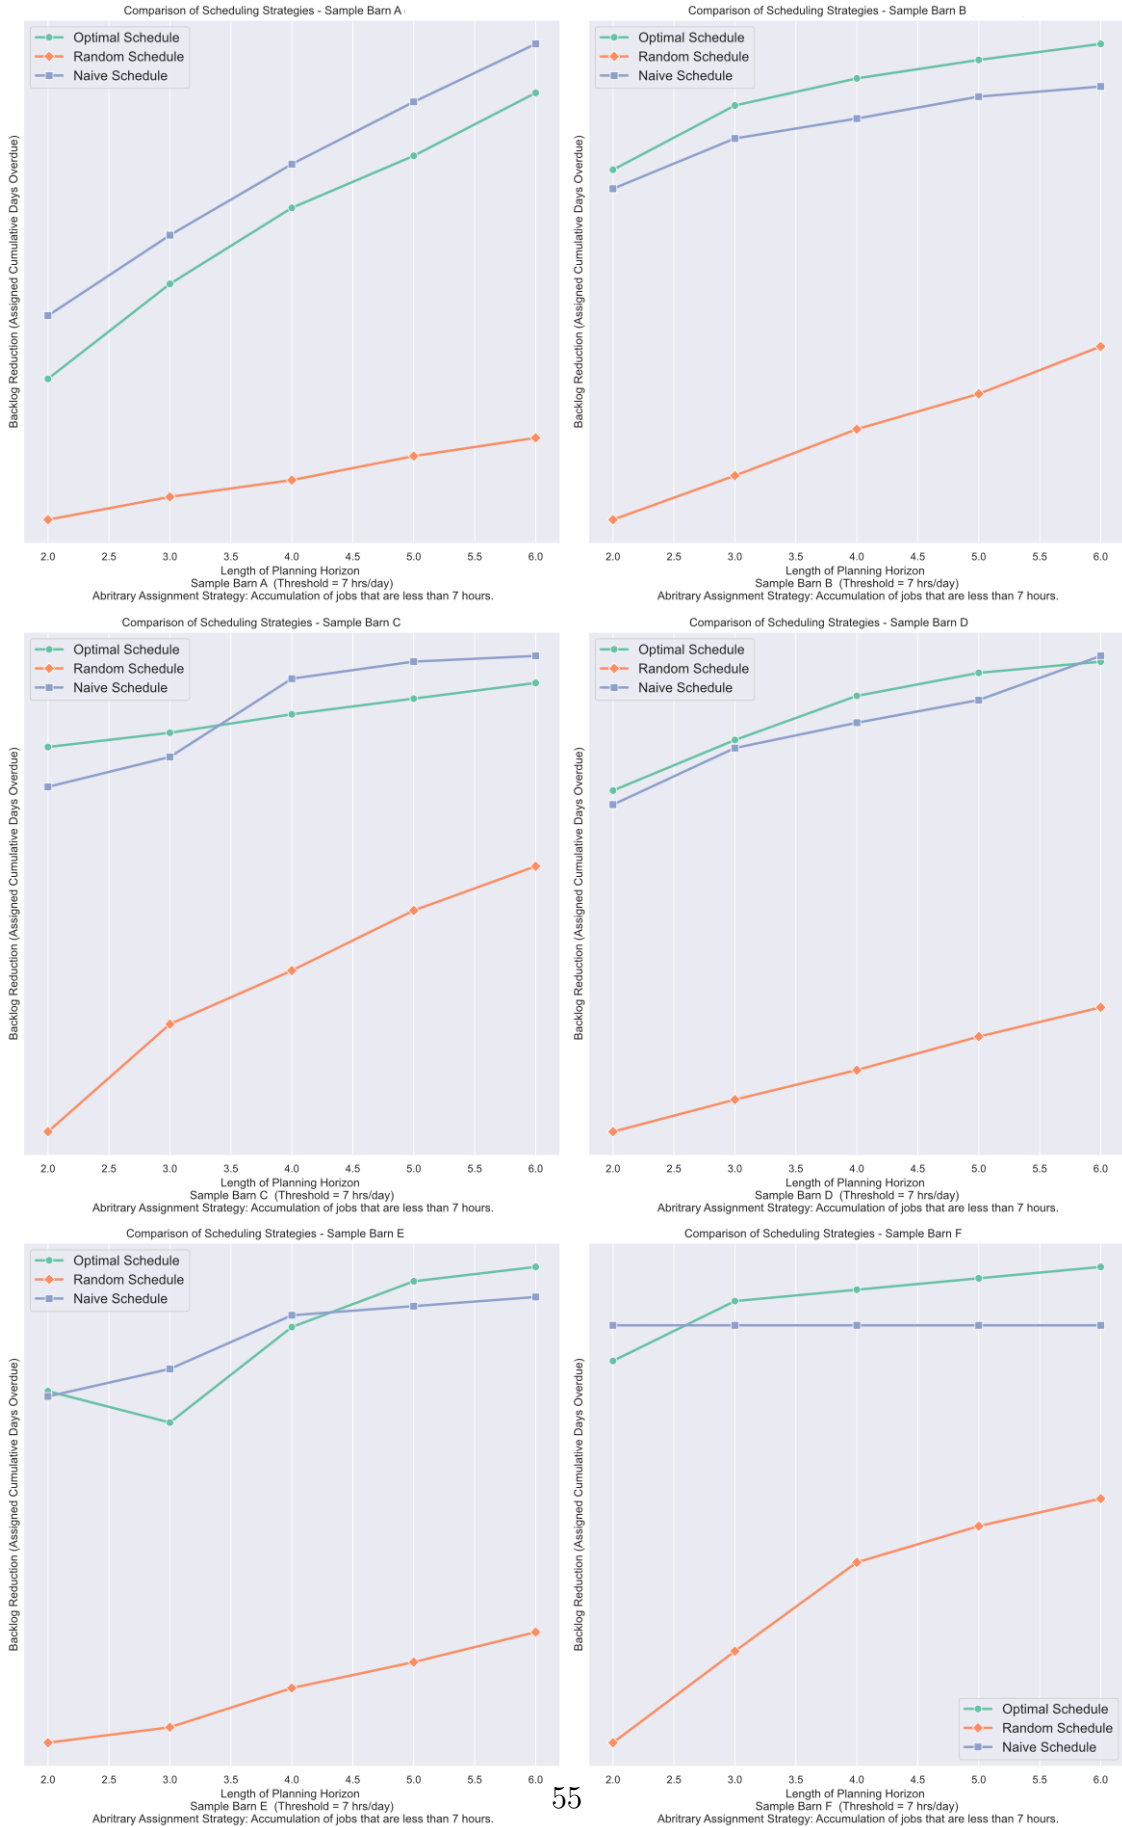 Comparison of Scheduling Strategies - Sample Barn A
Optimal Schedule
Random Schedule
Naive Schedule
Backlog Reduction (Assigned Cumulative Days Overdue)
2.0 2.5 3.0 3.5 4.0 4.5 5.0 5.5 6.0
Length of Planning Horizon
Sample Barn A (Threshold = 7 hrs/day)
Abritrary Assignment Strategy: Accumulation of jobs that are less than 7 hours.
Comparison of Scheduling Strategies - Sample Barn B
Optimal Schedule
Random Schedule
Naive Schedule
Backlog Reduction (Assigned Cumulative Days Overdue)
2.0 2.5 3.0 3.5 4.0 4.5 5.0 5.5 6.0
Length of Planning Horizon
Sample Barn B (Threshold = 7 hrs/day)
Abritrary Assignment Strategy: Accumulation of jobs that are less than 7 hours.
Comparison of Scheduling Strategies - Sample Barn C
Optimal Schedule
Random Schedule
Naive Schedule
Backlog Reduction (Assigned Cumulative Days Overdue)
2.0 2.5 3.0 3.5 4.0 4.5 5.0 5.5 6.0
Length of Planning Horizon
Sample Barn C (Threshold = 7 hrs/day)
Abritrary Assignment Strategy: Accumulation of jobs that are less than 7 hours.
Comparison of Scheduling Strategies - Sample Barn D
Optimal Schedule
Random Schedule
Naive Schedule
Backlog Reduction (Assigned Cumulative Days Overdue)
2.0 2.5 3.0 3.5 4.0 4.5 5.0 5.5 6.0
Length of Planning Horizon
Sample Barn D (Threshold = 7 hrs/day)
Abritrary Assignment Strategy: Accumulation of jobs that are less than 7 hours.
Comparison of Scheduling Strategies - Sample Barn E
Optimal Schedule
Random Schedule
Naive Schedule
Backlog Reduction (Assigned Cumulative Days Overdue)
2.0 2.5 3.0 3.5 4.0 4.5 5.0 5.5 6.0
Length of Planning Horizon
Sample Barn E (Threshold = 7 hrs/day)
Abritrary Assignment Strategy: Accumulation of jobs that are less than 7 hours.
Comparison of Scheduling Strategies - Sample Barn F
Optimal Schedule
Random Schedule
Naive Schedule
Backlog Reduction (Assigned Cumulative Days Overdue)
2.0 2.5 3.0 3.5 4.0 4.5 5.0 5.5 6.0
Length of Planning Horizon
Sample Barn F (Threshold = 7 hrs/day)
Abritrary Assignment Strategy: Accumulation of jobs that are less than 7 hours.
55